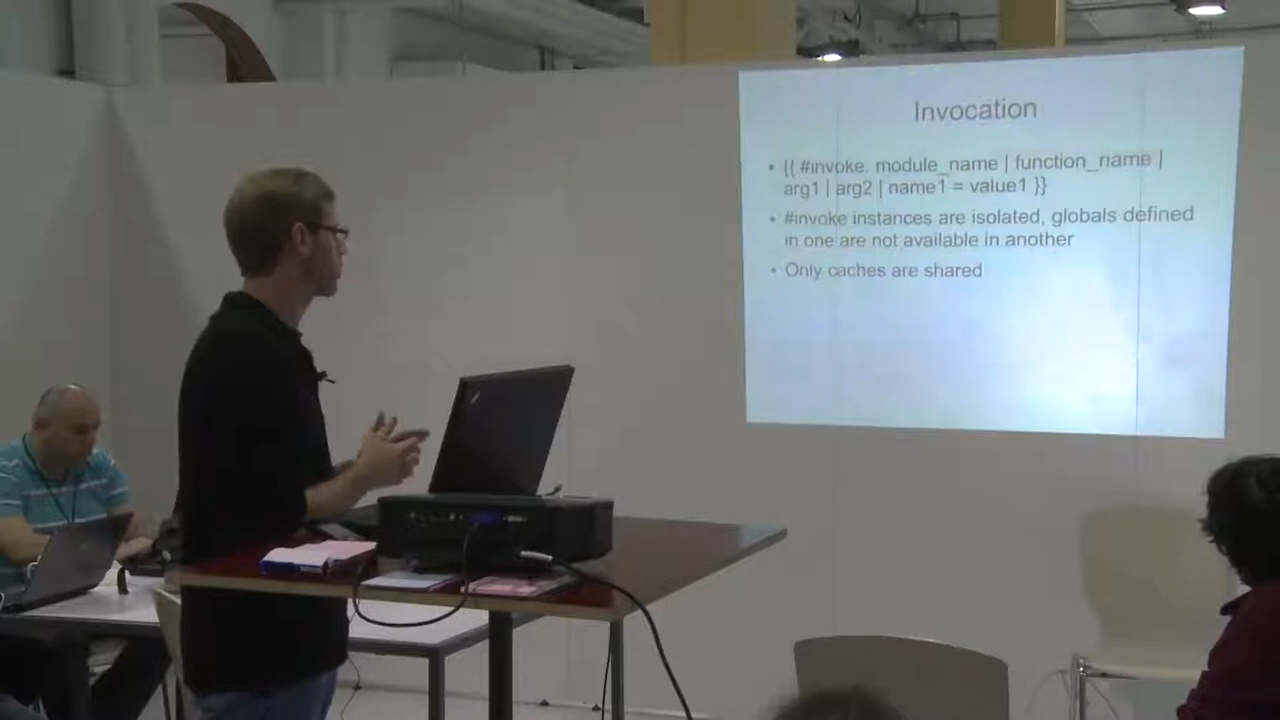 Invocation
• {{ #invoke: module_name | function_name |
arg1 | arg2 | name1 = value1 }}
• #invoke instances are isolated, globals defined
in one are not available in another
• Only caches are shared